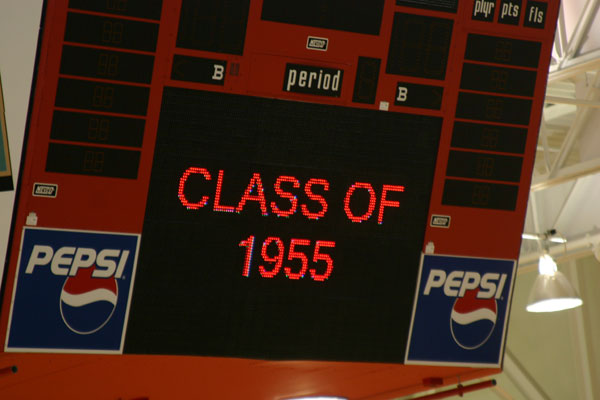 plyr pts fls
B
period
B
CLASS OF
1955
PEPSI
PEPSI